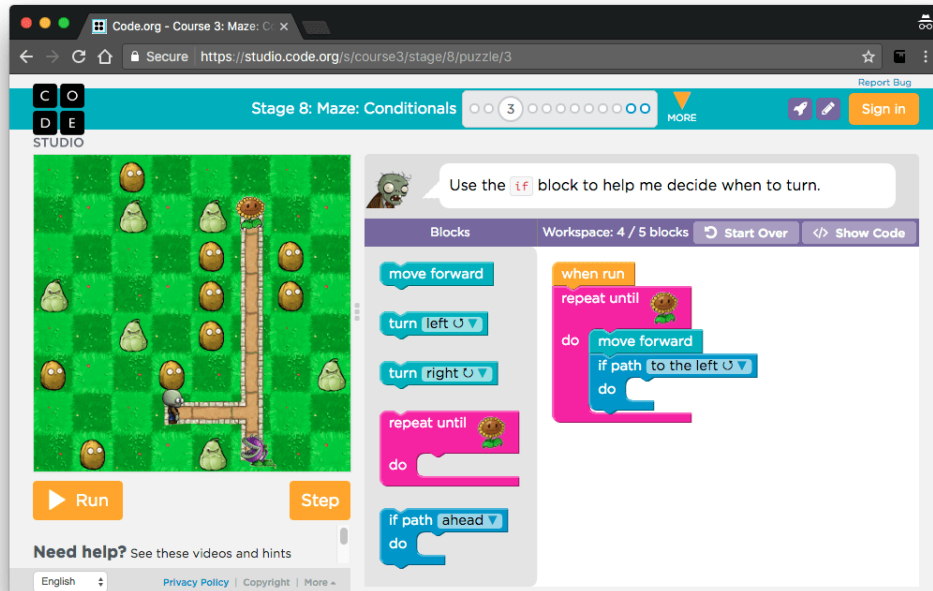 Code.org - Course 3: Maze: Co
Secure https://studio.code.org/s/course3/stage/8/puzzle/3
Report Bug
C O
D E
STUDIO
Stage 8: Maze: Conditionals
3
MORE
Sign in
Use the if block to help me decide when to turn.
Blocks
Workspace: 4 / 5 blocks
Start Over
</> Show Code
move forward
turn left
turn right
repeat until
do
if path ahead
do
when run
repeat until
do
move forward
if path to the left
do
Run
Step
Need help? See these videos and hints
English
Privacy Policy | Copyright | More